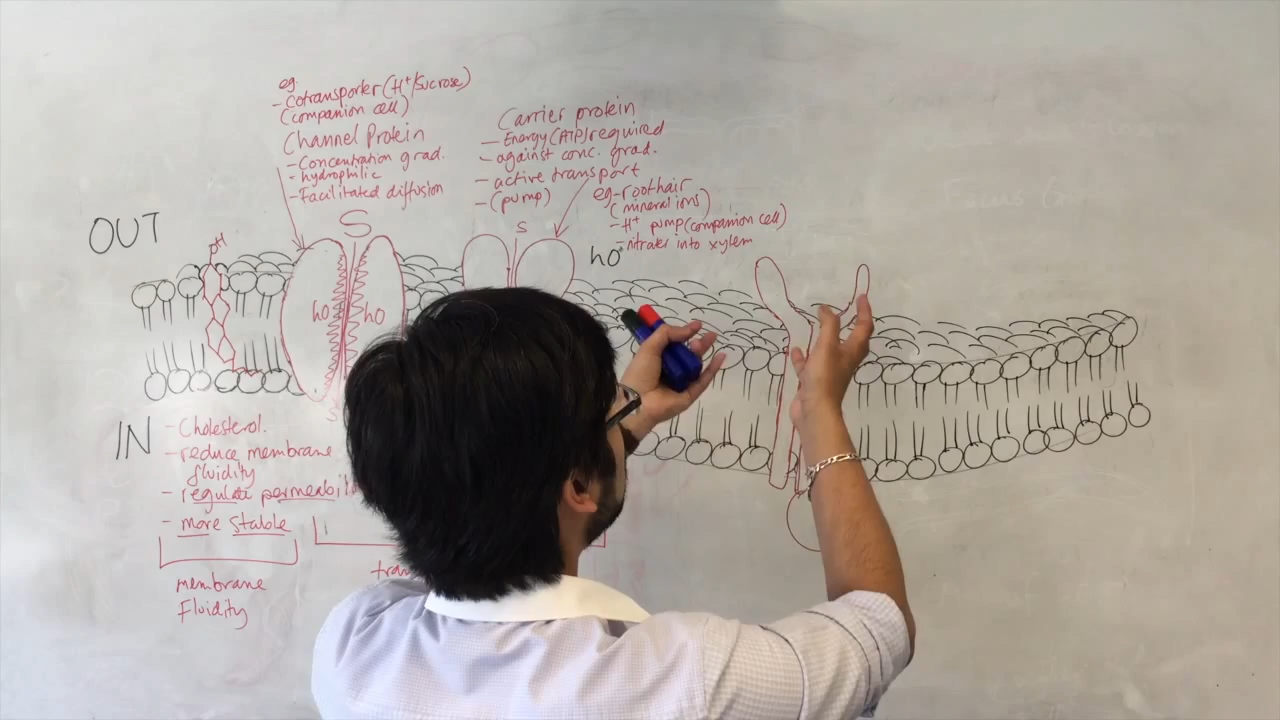 eg.
- Cotransporter (H⁺/sucrose)
(companion cell)
Channel Protein
- Concentration grad.
- hydrophilic
- Facilitated diffusion
Carrier protein
- Energy (ATP) required
- against conc. grad.
- active transport
- (pump)
eg - root hair
(mineral ions)
- H⁺ pump (companion cell)
- nitrates into xylem
OUT
OH
S
S
ho
ho
ho
IN
- Cholesterol.
- reduce membrane
fluidity
- regulate
- more stable
membrane
Fluidity